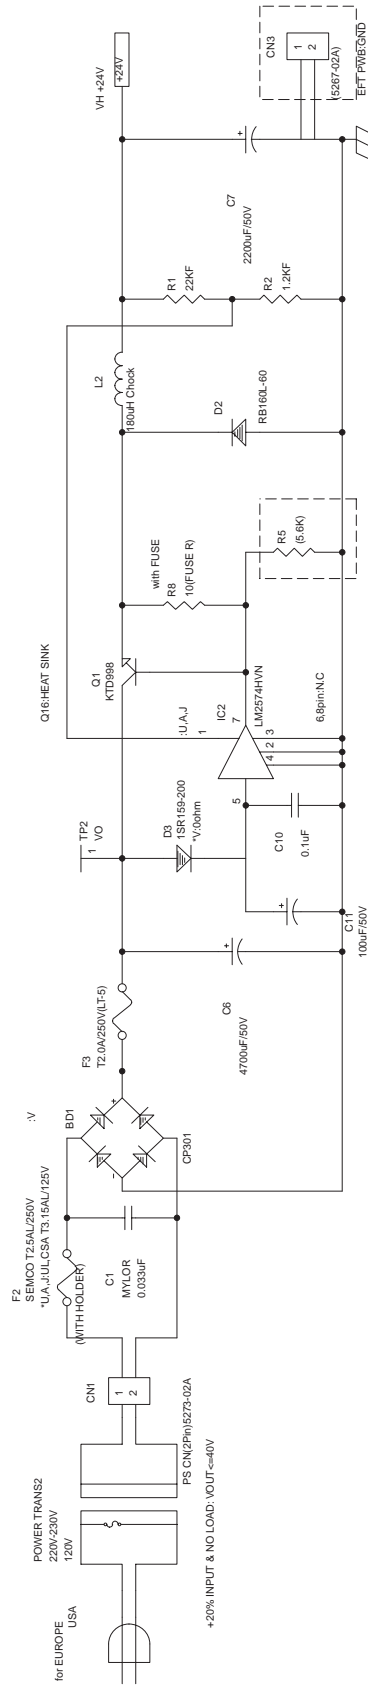 for EUROPE
USA
POWER TRANS2
220V-230V
120V
+20% INPUT & NO LOAD: VOUT<=40V
PS CN(2Pin)5273-02A
CN1
1
2
F2
SEMCO T2.5AL/250V
*U,A,J:UL,CSA T3.15AL/125V
(WITH HOLDER)
C1
MYLOR
0.033uF
:V
BD1
+
-
CP301
F3
T2.0A/250V(LT-5)
+
C6
4700uF/50V
TP2
1
VO
D3
1SR159-200
*V:0ohm
+
C11
100uF/50V
C10
0.1uF
5
:U,A,J
1
IC2
7
LM2574HVN
4
2
3
6,8pin:N.C
Q16:HEAT SINK
Q1
KTD998
with FUSE
R8
10(FUSE R)
R5
(5.6K)
D2
RB160L-60
L2
180uH Chock
R1
22KF
R2
1.2KF
+
C7
2200uF/50V
VH +24V
+24V
CN3
1
2
(5267-02A)
EFT PWB:GND